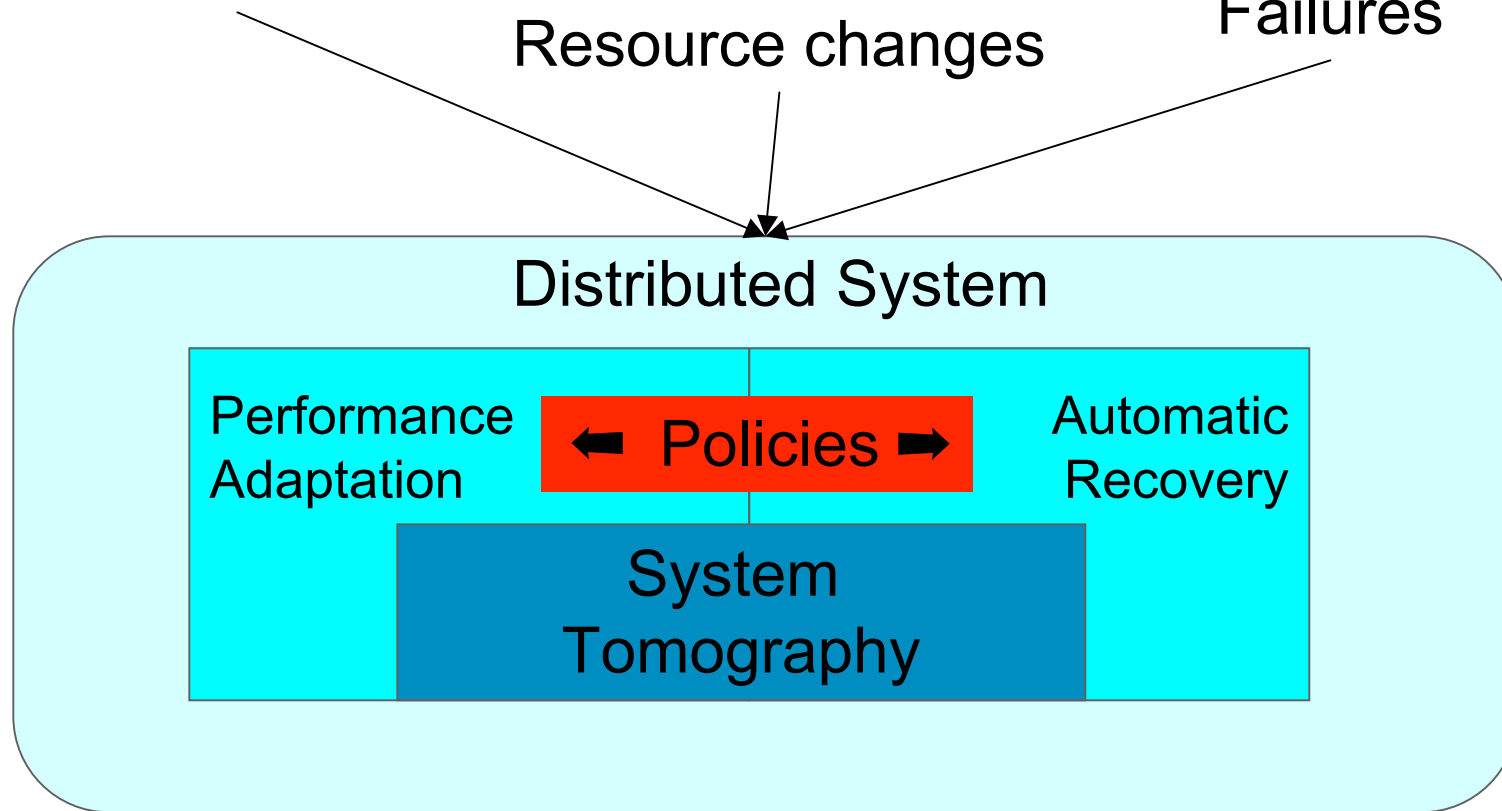 Failures
Resource changes
Distributed System
Performance
Adaptation
Policies
Automatic
Recovery
System
Tomography